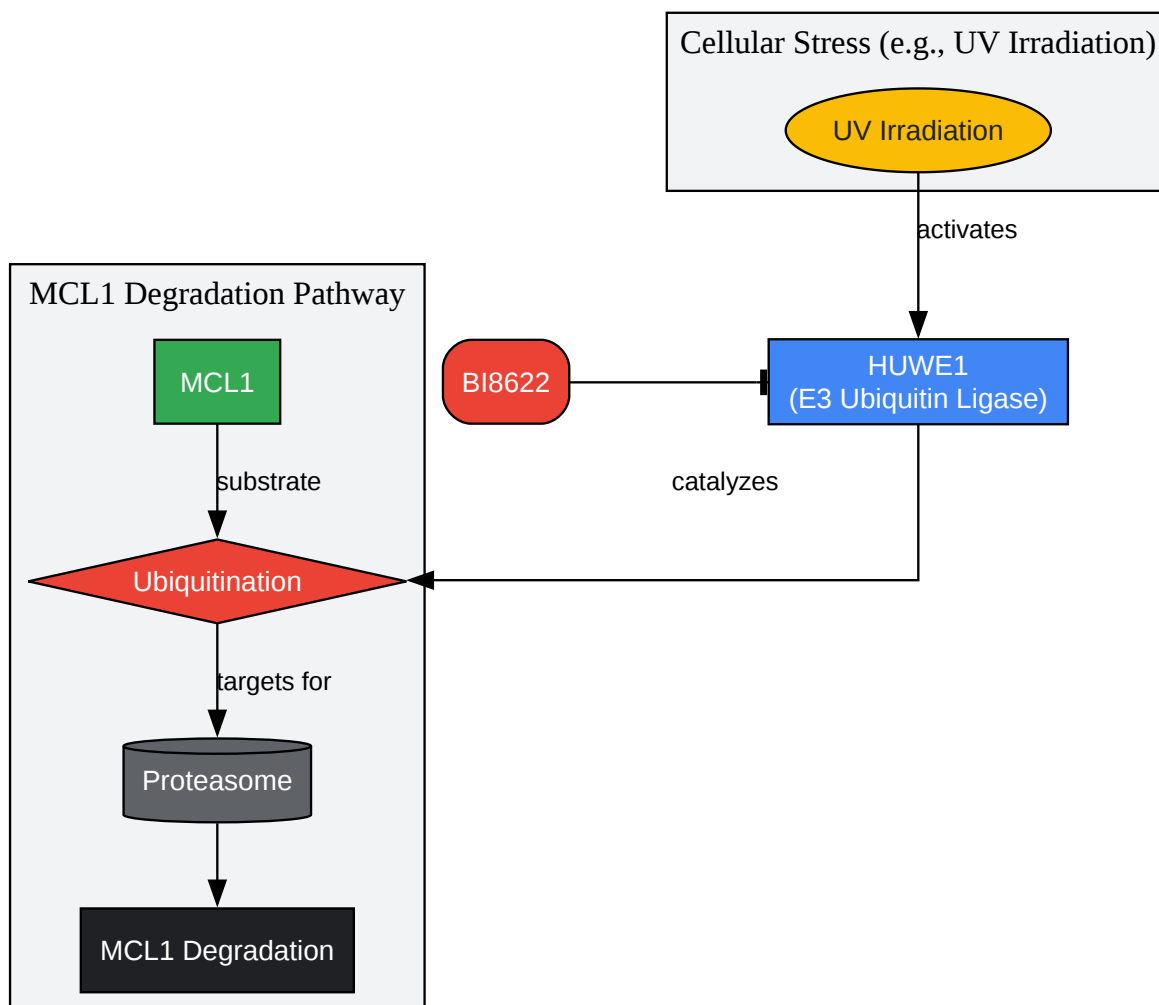 Cellular Stress (e.g., UV Irradiation)
UV Irradiation
activates
MCL1 Degradation Pathway
MCL1
BI8622
HUWE1
(E3 Ubiquitin Ligase)
substrate
catalyzes
Ubiquitination
targets for
Proteasome
MCL1 Degradation